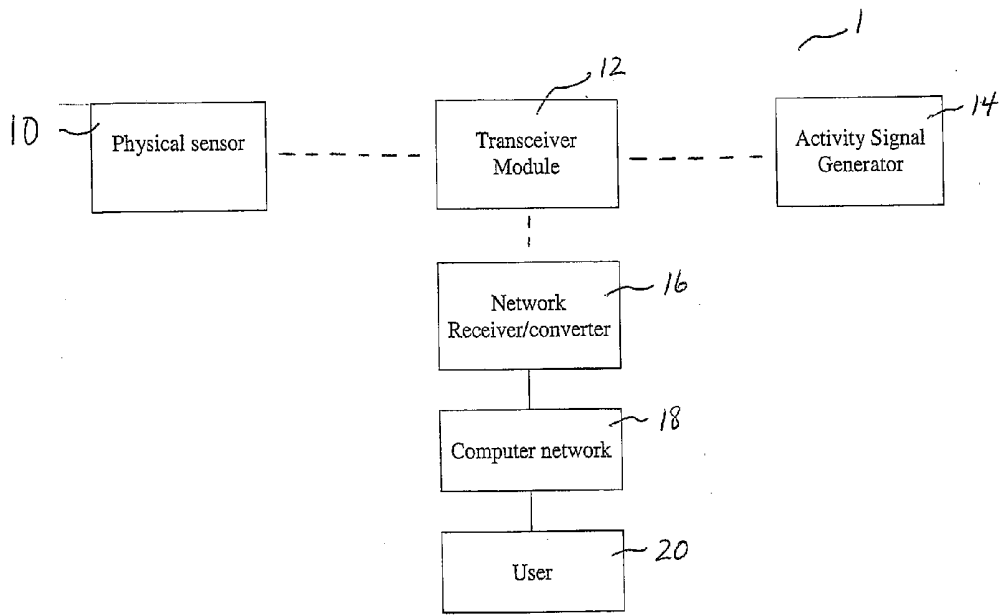 1
12
10
Physical sensor
Transceiver
Module
Activity Signal
Generator
14
16
Network
Receiver/converter
18
Computer network
20
User